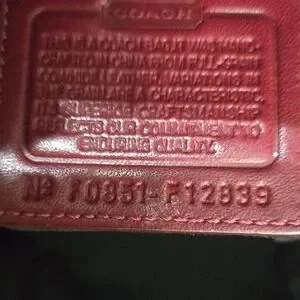 COACH
THIS IS A COACH BAG. IT WAS HAND-
CRAFTED IN CHINA FROM FULL-GRAIN
LEATHER. VARIATIONS IN
THE GRAIN ARE A CHARACTERISTIC.
ITS SUPERIOR CRAFTSMANSHIP
REFLECTS OUR COMMITMENT TO
ENDURING QUALITY.
Nº F0851-F12839